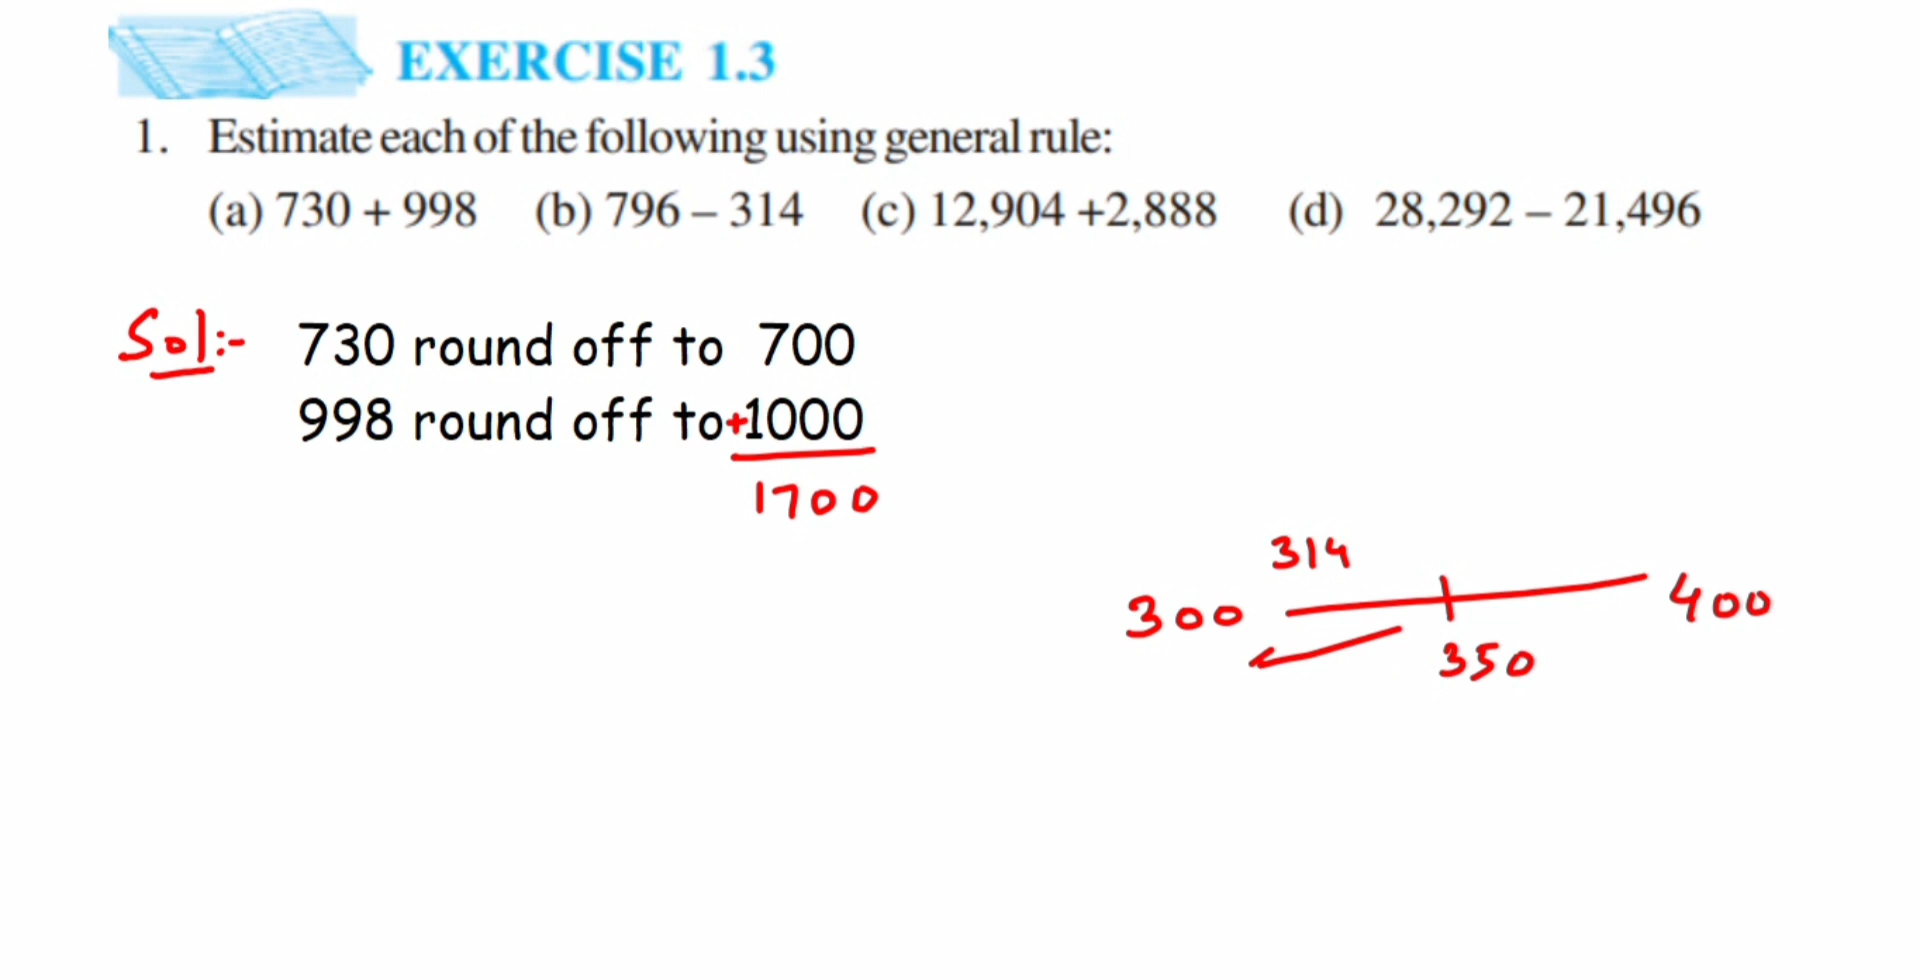 EXERCISE 1.3
1. Estimate each of the following using general rule:
(a) 730 + 998 (b) 796 – 314 (c) 12,904 +2,888 (d) 28,292 – 21,496
Sol:- 730 round off to 700
998 round off to+1000
1700
314
300 400
350